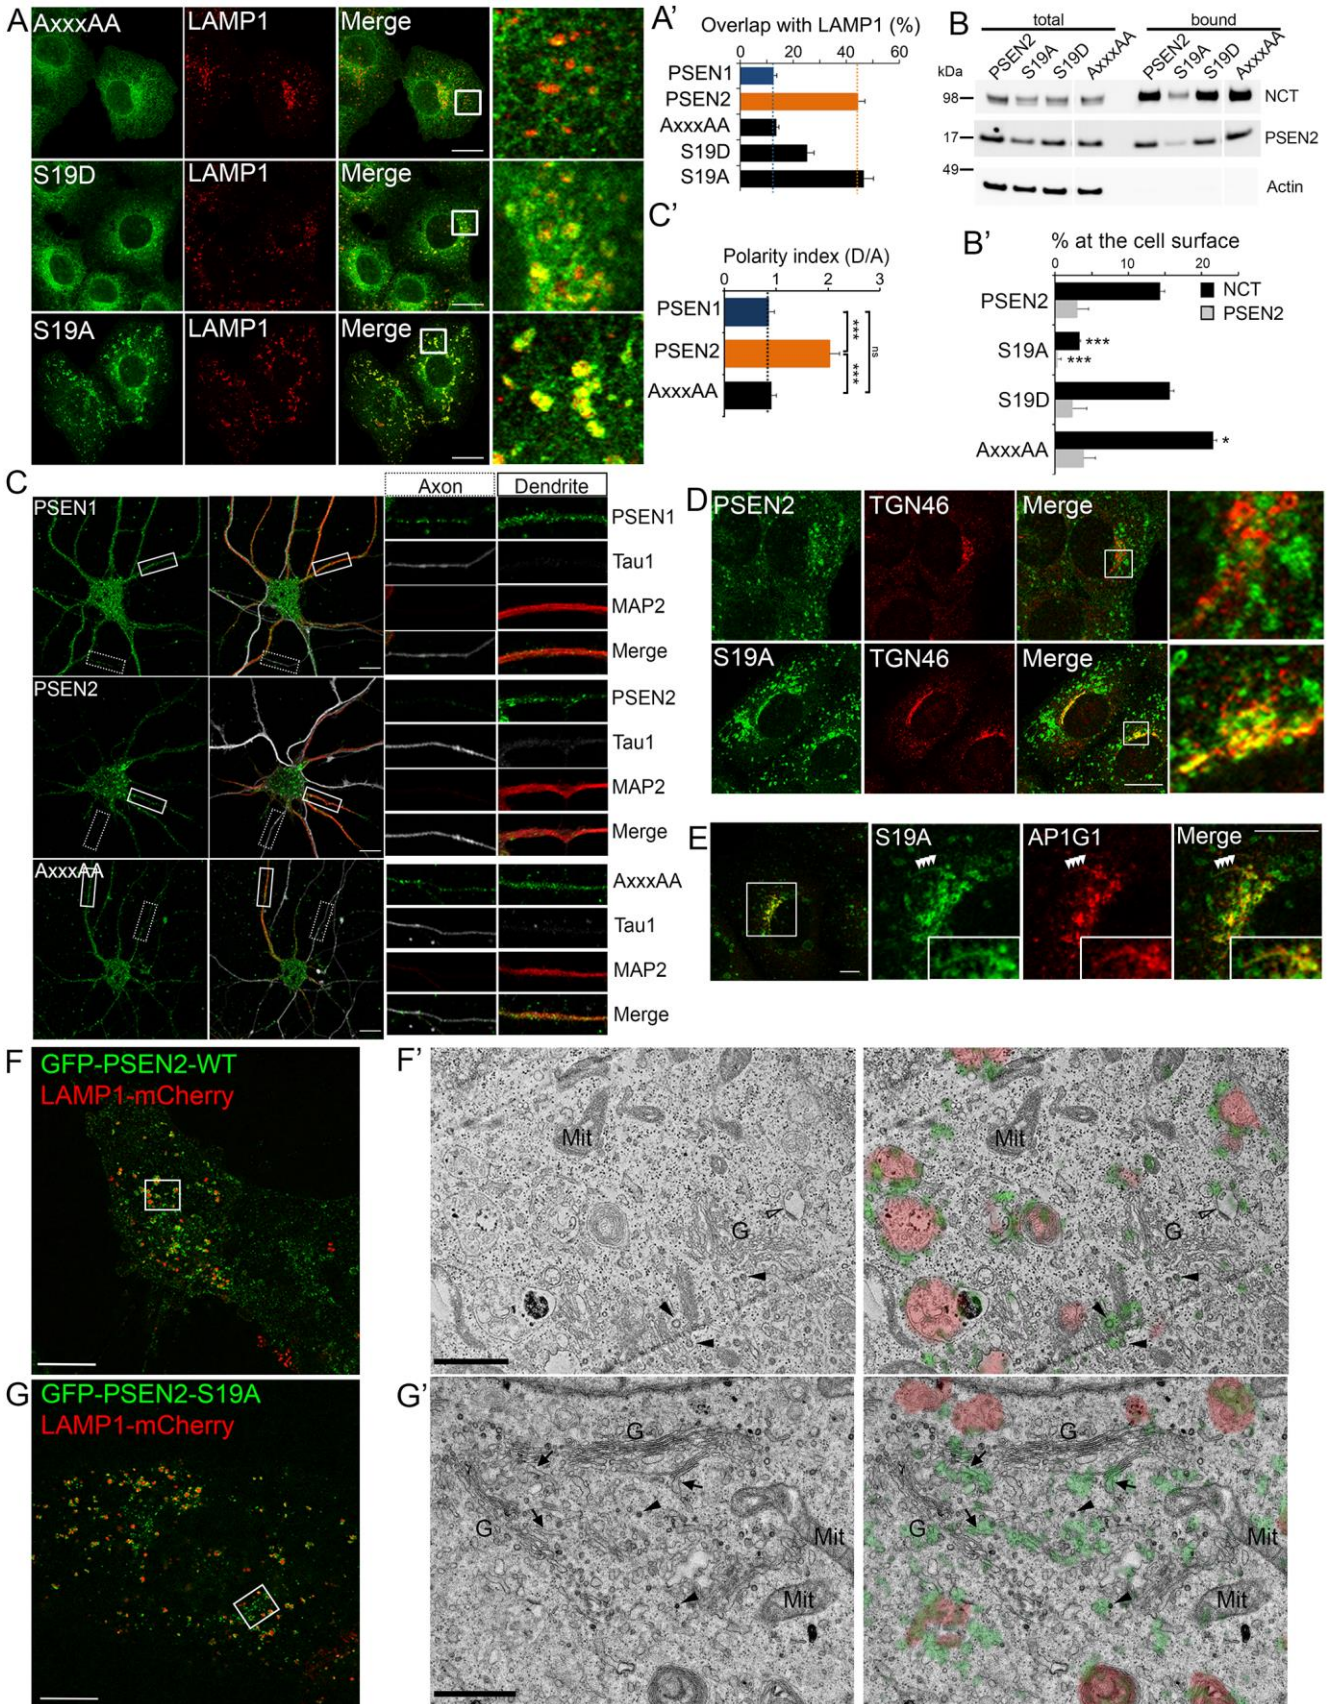 A
AxxxAA
LAMP1
Merge
S19D
LAMP1
Merge
S19A
LAMP1
Merge
A'
Overlap with LAMP1 (%)
0 20 40 60
PSEN1
PSEN2
AxxxAA
S19D
S19A
B
total
bound
PSEN2
S19A
S19D
AxxxAA
PSEN2
S19A
S19D
AxxxAA
kDa
98
NCT
17
PSEN2
49
Actin
C'
Polarity index (D/A)
0 1 2 3
PSEN1
PSEN2
AxxxAA
***
***
ns
B'
% at the cell surface
0 10 20
NCT
PSEN2
PSEN2
S19A
***
***
S19D
AxxxAA
*
C
PSEN1
Axon
Dendrite
PSEN1
Tau1
MAP2
Merge
PSEN2
PSEN2
Tau1
MAP2
Merge
AxxxAA
AxxxAA
Tau1
MAP2
Merge
D
PSEN2
TGN46
Merge
S19A
TGN46
Merge
E
S19A
AP1G1
Merge
F
GFP-PSEN2-WT
LAMP1-mCherry
F'
Mit
G
Mit
G
G
GFP-PSEN2-S19A
LAMP1-mCherry
G'
G
G
Mit
Mit
G
G
Mit
Mit